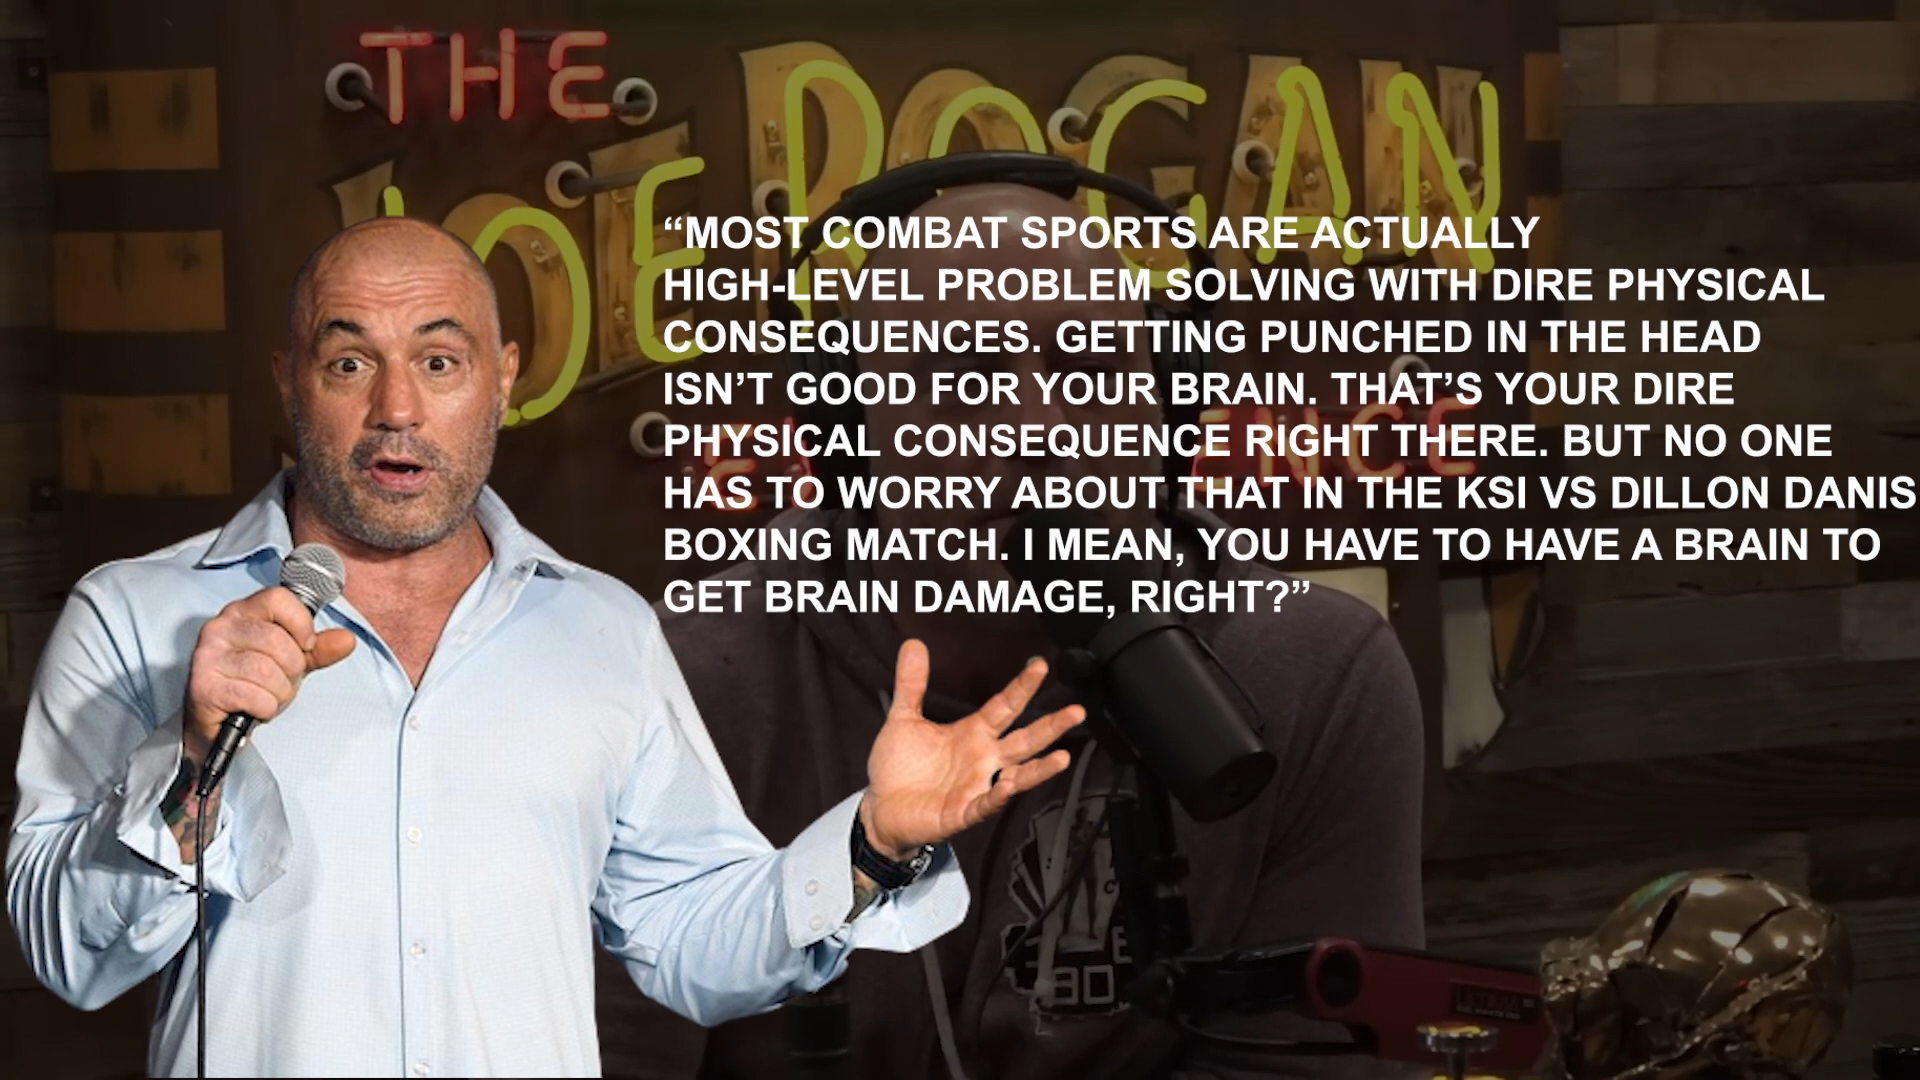 THE
JOE ROGAN
“MOST COMBAT SPORTS ARE ACTUALLY
HIGH-LEVEL PROBLEM SOLVING WITH DIRE PHYSICAL
CONSEQUENCES. GETTING PUNCHED IN THE HEAD
ISN’T GOOD FOR YOUR BRAIN. THAT’S YOUR DIRE
PHYSICAL CONSEQUENCE RIGHT THERE. BUT NO ONE
HAS TO WORRY ABOUT THAT IN THE KSI VS DILLON DANIS
BOXING MATCH. I MEAN, YOU HAVE TO HAVE A BRAIN TO
GET BRAIN DAMAGE, RIGHT?”